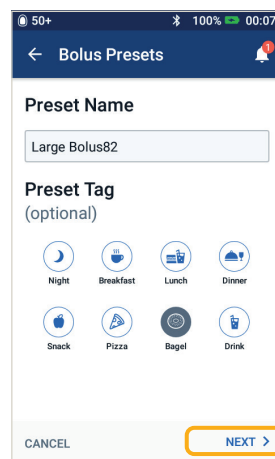 50+ 100% 00:07
Bolus Presets 1
Preset Name
Large Bolus82
Preset Tag
(optional)
Night Breakfast Lunch Dinner
Snack Pizza Bagel Drink
CANCEL NEXT